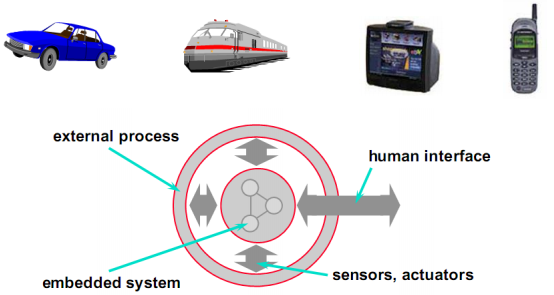 external process
human interface
embedded system
sensors, actuators